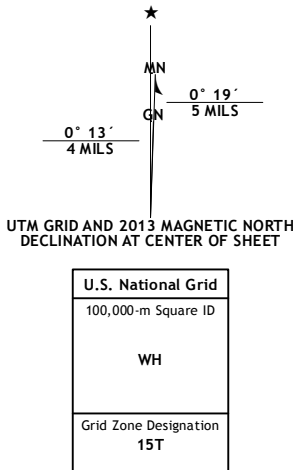 ★
MN
0° 19´
5 MILS
GN
0° 13´
4 MILS
UTM GRID AND 2013 MAGNETIC NORTH
DECLINATION AT CENTER OF SHEET
U.S. National Grid
100,000-m Square ID
WH
Grid Zone Designation
15T